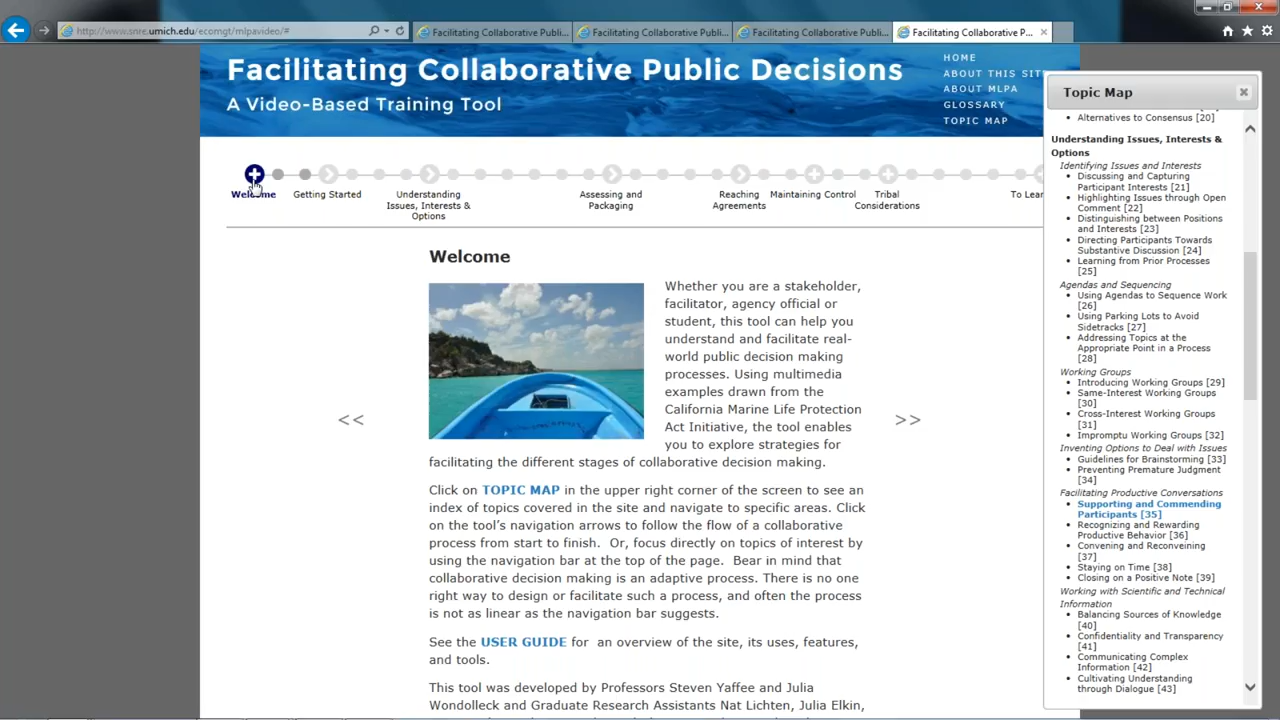 http://www.snre.umich.edu/ecomgt/mlpavideo/#
Facilitating Collaborative Publi...
Facilitating Collaborative Publi...
Facilitating Collaborative Publi...
Facilitating Collaborative P...
Facilitating Collaborative Public Decisions
A Video-Based Training Tool
HOME
ABOUT THIS SITE
ABOUT MLPA
GLOSSARY
TOPIC MAP
Welcome
Getting Started
Understanding
Issues, Interests &
Options
Assessing and
Packaging
Reaching
Agreements
Maintaining Control
Tribal
Considerations
To Lear
Welcome
Whether you are a stakeholder,
facilitator, agency official or
student, this tool can help you
understand and facilitate real-
world public decision making
processes. Using multimedia
examples drawn from the
California Marine Life Protection
Act Initiative, the tool enables
you to explore strategies for
facilitating the different stages of collaborative decision making.
<<
>>
Click on TOPIC MAP in the upper right corner of the screen to see an
index of topics covered in the site and navigate to specific areas. Click
on the tool's navigation arrows to follow the flow of a collaborative
process from start to finish. Or, focus directly on topics of interest by
using the navigation bar at the top of the page. Bear in mind that
collaborative decision making is an adaptive process. There is no one
right way to design or facilitate such a process, and often the process
is not as linear as the navigation bar suggests.
See the USER GUIDE for an overview of the site, its uses, features,
and tools.
This tool was developed by Professors Steven Yaffee and Julia
Wondolleck and Graduate Research Assistants Nat Lichten, Julia Elkin,
Topic Map
Alternatives to Consensus [20]
Understanding Issues, Interests &
Options
Identifying Issues and Interests
Discussing and Capturing
Participant Interests [21]
Highlighting Issues through Open
Comment [22]
Distinguishing between Positions
and Interests [23]
Directing Participants Towards
Substantive Discussion [24]
Learning from Prior Processes
[25]
Agendas and Sequencing
Using Agendas to Sequence Work
[26]
Using Parking Lots to Avoid
Sidetracks [27]
Addressing Topics at the
Appropriate Point in a Process
[28]
Working Groups
Introducing Working Groups [29]
Same-Interest Working Groups
[30]
Cross-Interest Working Groups
[31]
Impromptu Working Groups [32]
Inventing Options to Deal with Issues
Guidelines for Brainstorming [33]
Preventing Premature Judgment
[34]
Facilitating Productive Conversations
Supporting and Commending
Participants [35]
Recognizing and Rewarding
Productive Behavior [36]
Convening and Reconveining
[37]
Staying on Time [38]
Closing on a Positive Note [39]
Working with Scientific and Technical
Information
Balancing Sources of Knowledge
[40]
Confidentiality and Transparency
[41]
Communicating Complex
Information [42]
Cultivating Understanding
through Dialogue [43]